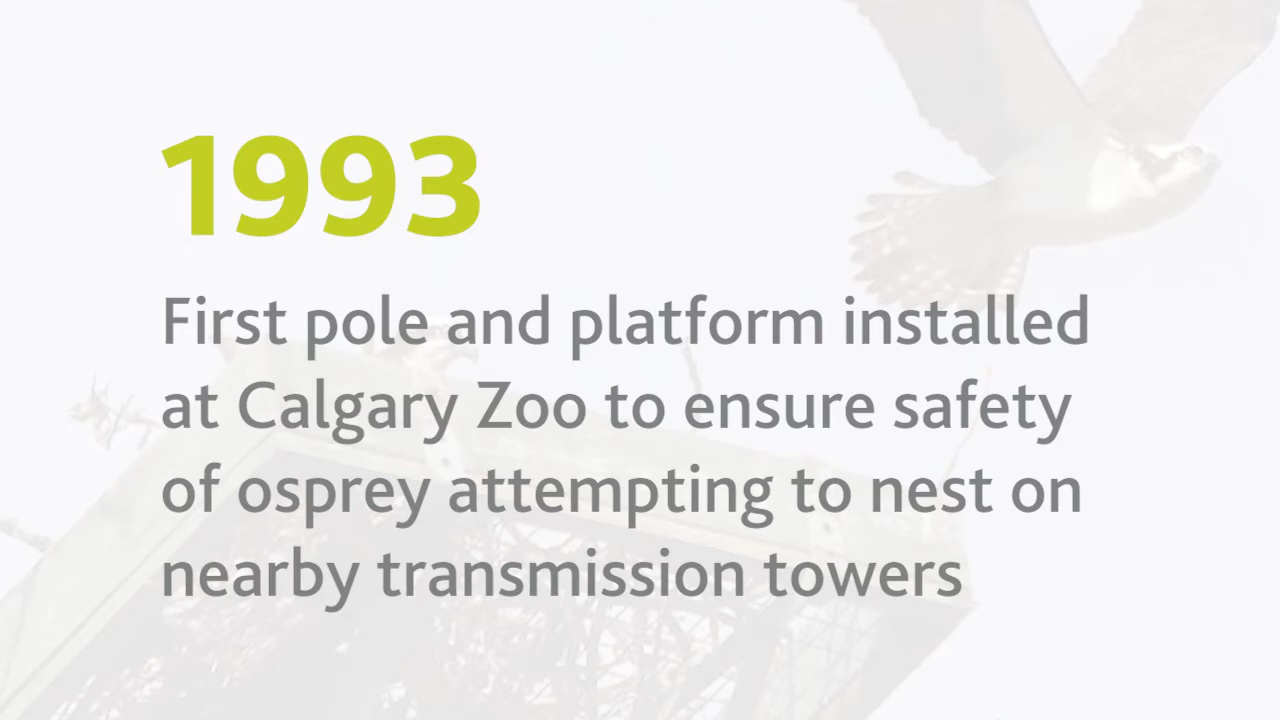 1993
First pole and platform installed
at Calgary Zoo to ensure safety
of osprey attempting to nest on
nearby transmission towers